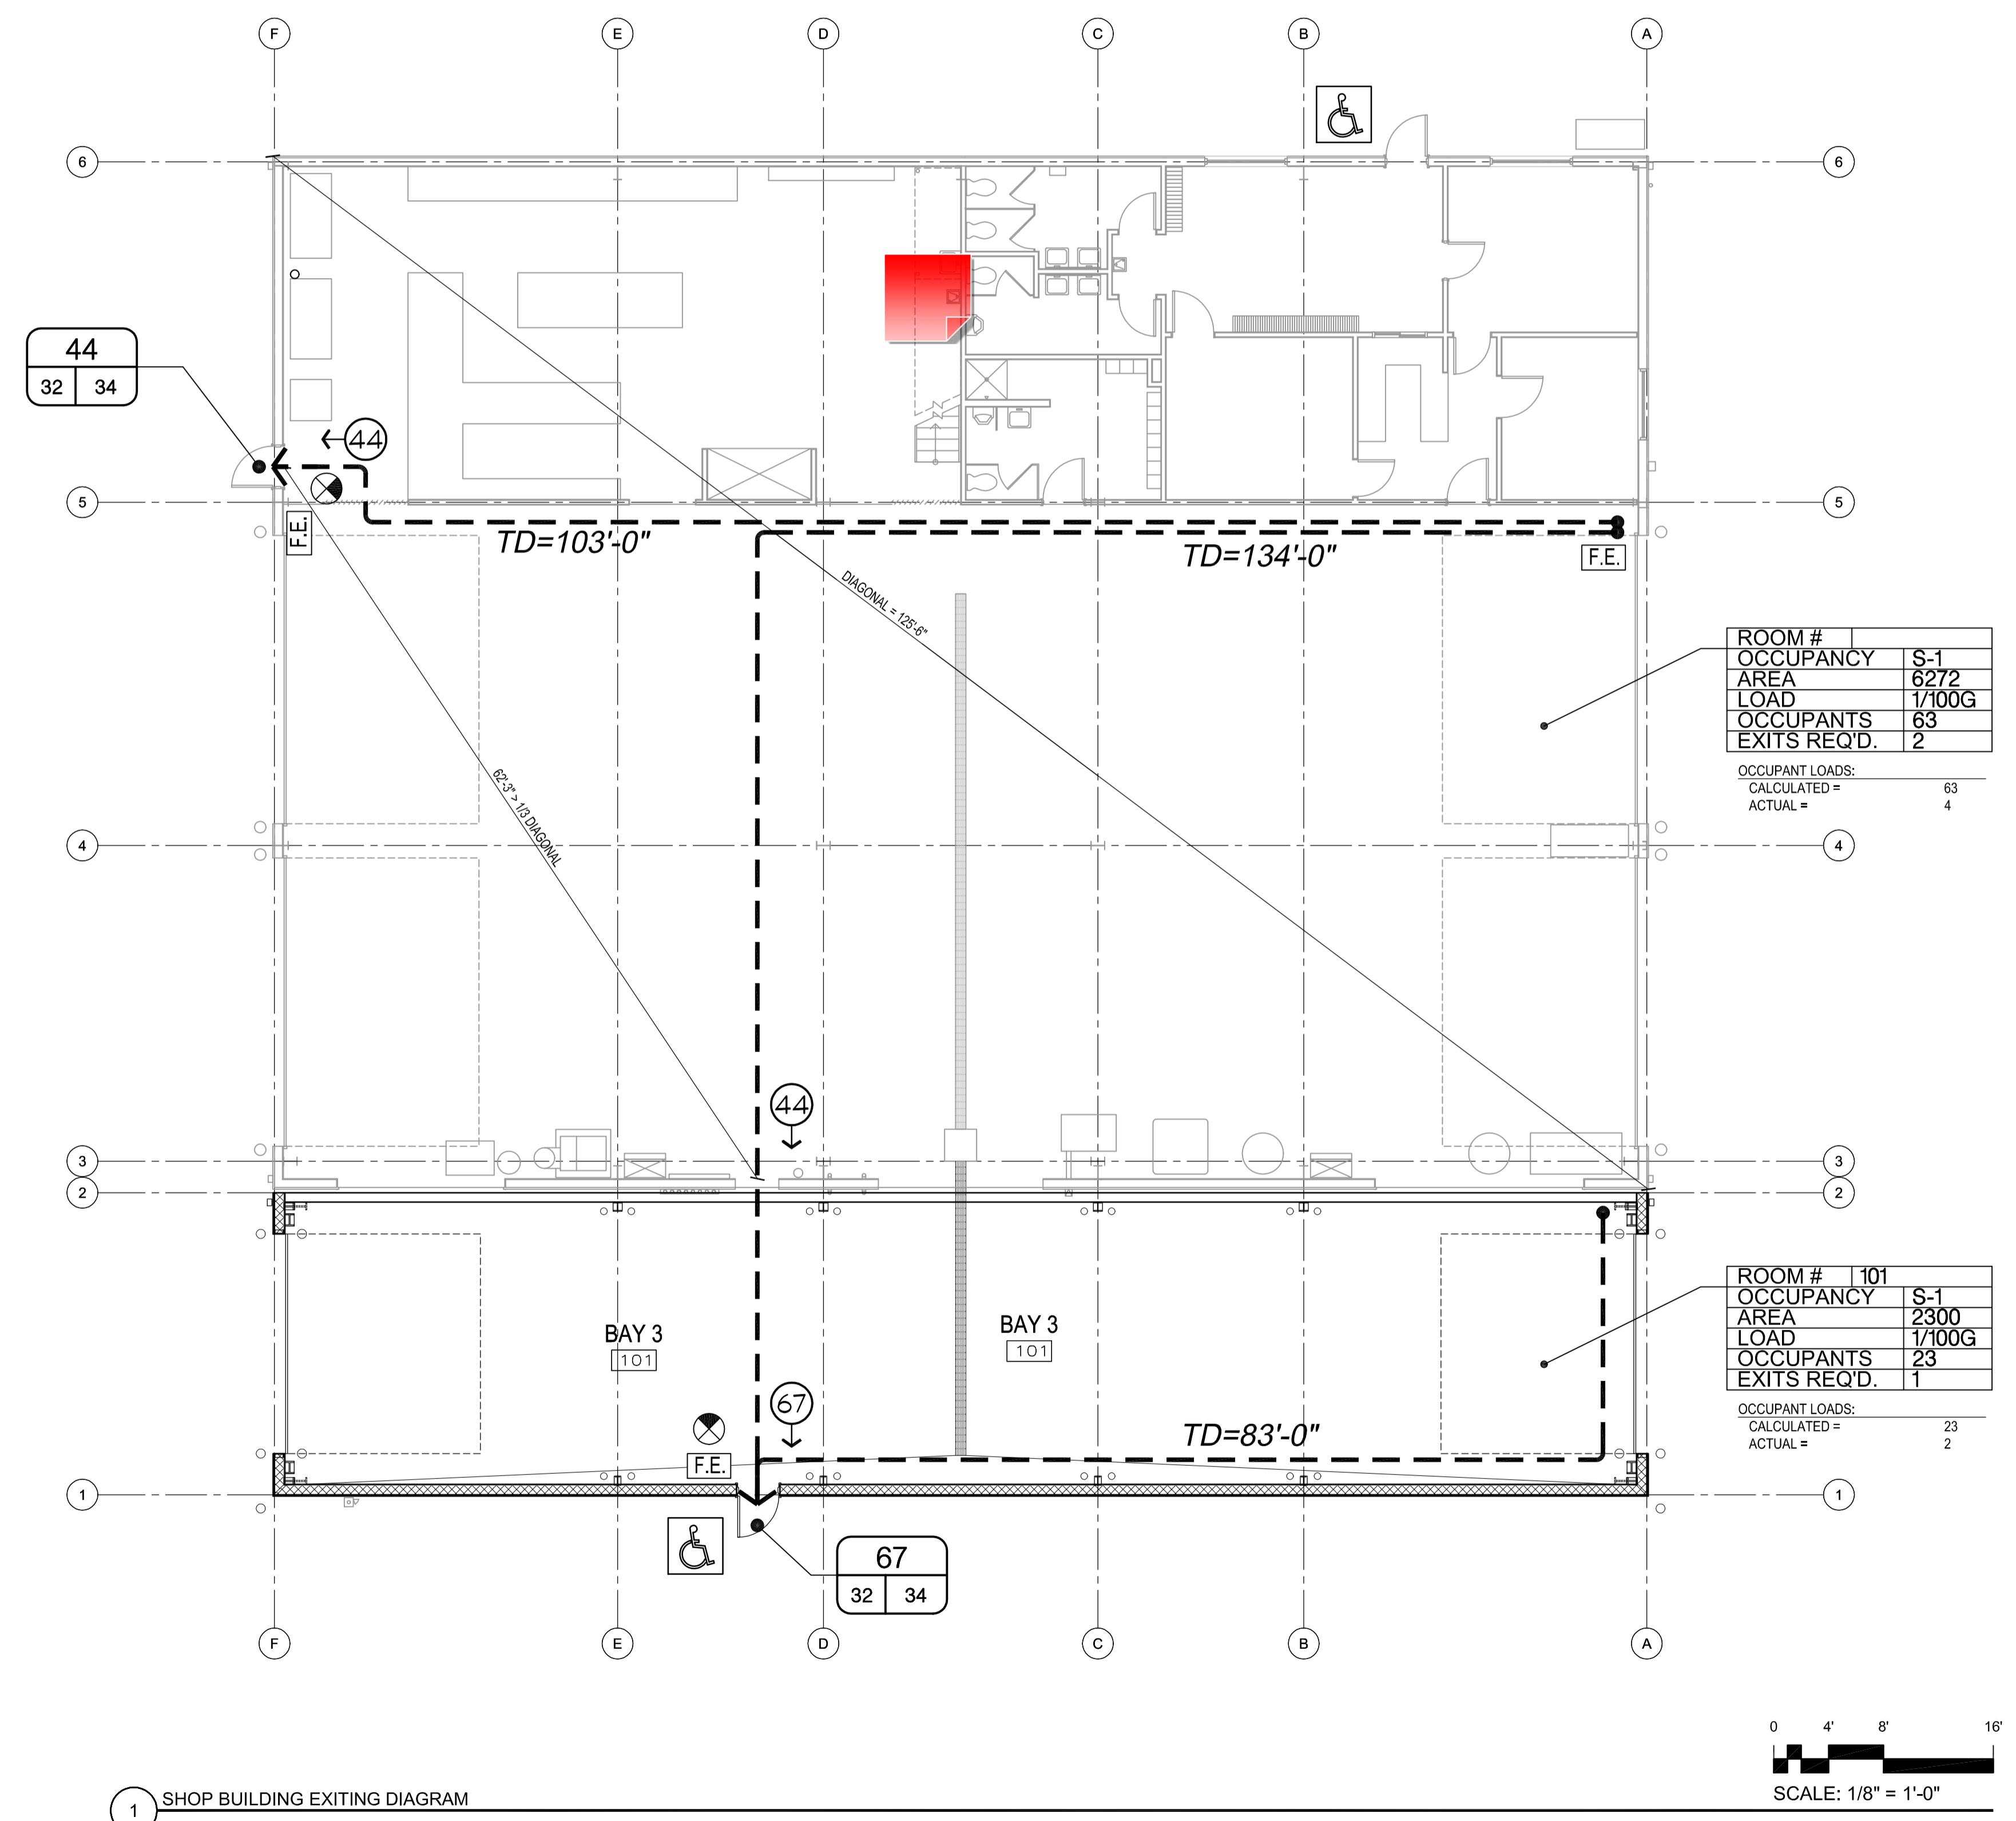 F E D C B A
6 6
44
32 34
44
5 5
F.E.
TD=103'-0"
TD=134'-0"
F.E.
DIAGONAL = 125'-6"
ROOM #
OCCUPANCY S-1
AREA 6272
LOAD 1/100G
OCCUPANTS 63
EXITS REQ'D. 2
OCCUPANT LOADS:
CALCULATED = 63
ACTUAL = 4
62'-3" > 1/3 DIAGONAL
4 4
44
3 3
2 2
BAY 3
101
BAY 3
101
ROOM # 101
OCCUPANCY S-1
AREA 2300
LOAD 1/100G
OCCUPANTS 23
EXITS REQ'D. 1
OCCUPANT LOADS:
CALCULATED = 23
ACTUAL = 2
67
TD=83'-0"
F.E.
1 1
67
32 34
F E D C B A
0 4' 8' 16'
SCALE: 1/8" = 1'-0"
1 SHOP BUILDING EXITING DIAGRAM